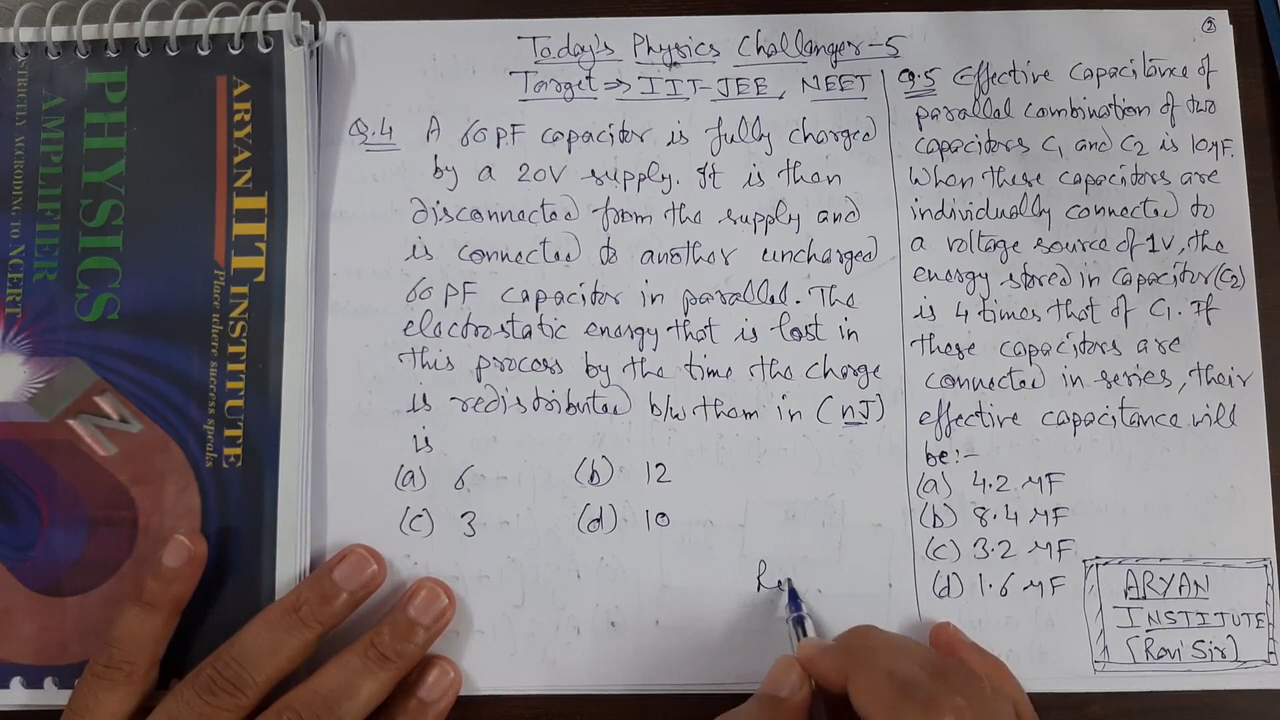 PHYSICS
AMPLIFIER
STRICTLY ACCRODING TO NCERT
ARYAN IIT INSTITUTE
Place where success speaks
N
②
Today's Physics Challanger-5
Target => IIT-JEE, NEET
Q.4 A 60 PF capacitor is fully charged
by a 20V supply. It is then
disconnected from the supply and
is connected to another uncharged
60 PF capacitor in parallel. The
electrostatic energy that is lost in
this process by the time the charge
is redistributed b/w them in (nJ)
is
(a) 6 (b) 12
(c) 3 (d) 10
Re
Q.5 Effective capacitance of
parallel combination of two
capacitors C1 and C2 is 10μF.
When these capacitors are
individually connected to
a voltage source of 1V, the
energy stored in capacitor (C2)
is 4 times that of C1. If
these capacitors are
connected in series, their
effective capacitance will
be:-
(a) 4.2 μF
(b) 8.4 μF
(c) 3.2 μF
(d) 1.6 μF
ARYAN
INSTITUTE
[Ravi Sir]